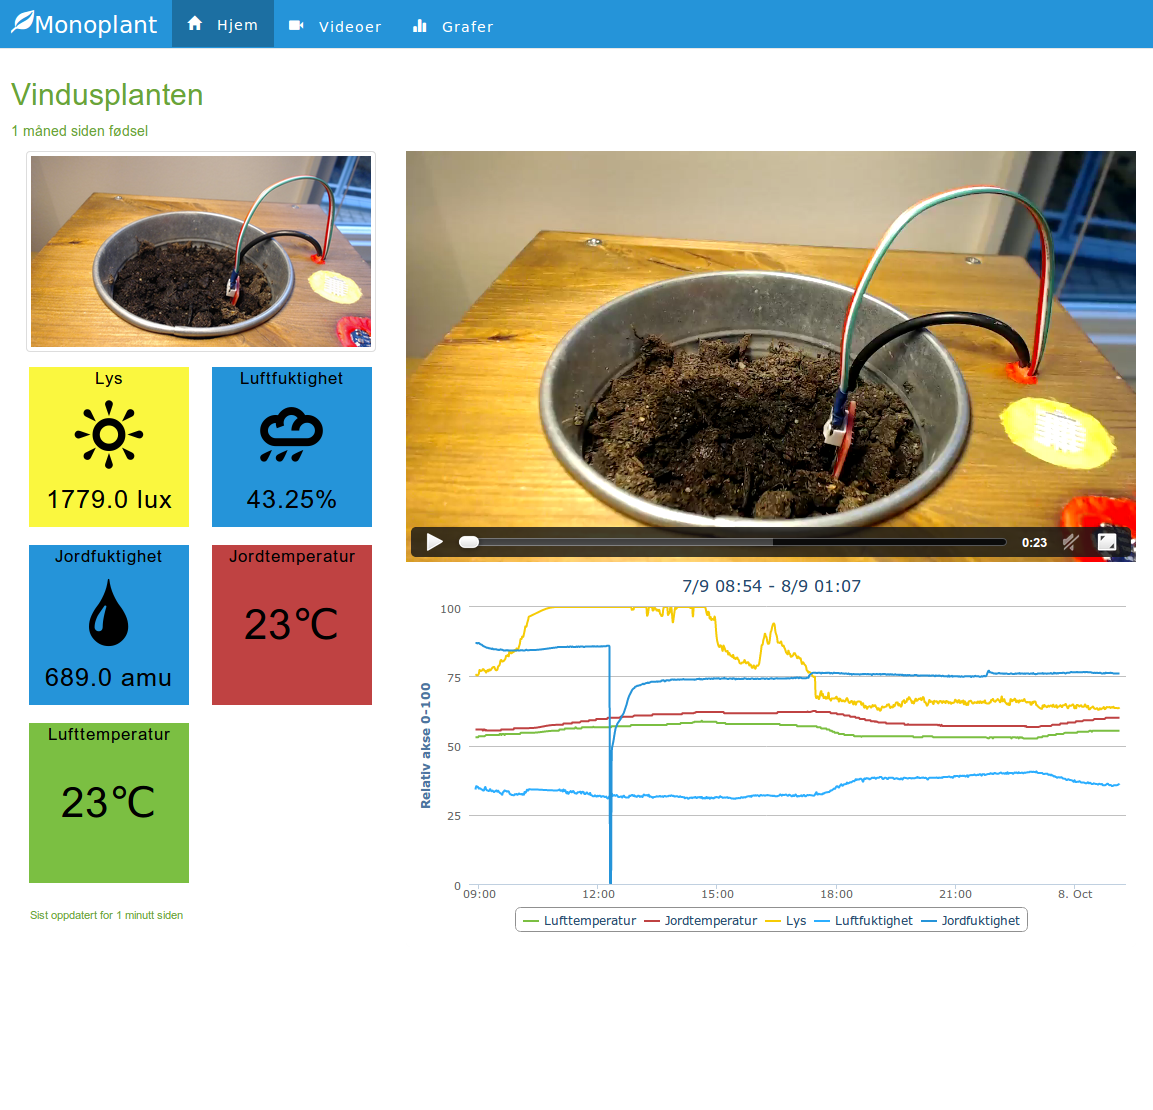 Monoplant
Hjem
Videoer
Grafer
Vindusplanten
1 måned siden fødsel
Lys
1779.0 lux
Luftfuktighet
43.25%
Jordfuktighet
689.0 amu
Jordtemperatur
23°C
Lufttemperatur
23°C
Sist oppdatert for 1 minutt siden
0:23
7/9 08:54 - 8/9 01:07
Relativ akse 0-100
100
75
50
25
0
09:00
12:00
15:00
18:00
21:00
8. Oct
Lufttemperatur
Jordtemperatur
Lys
Luftfuktighet
Jordfuktighet